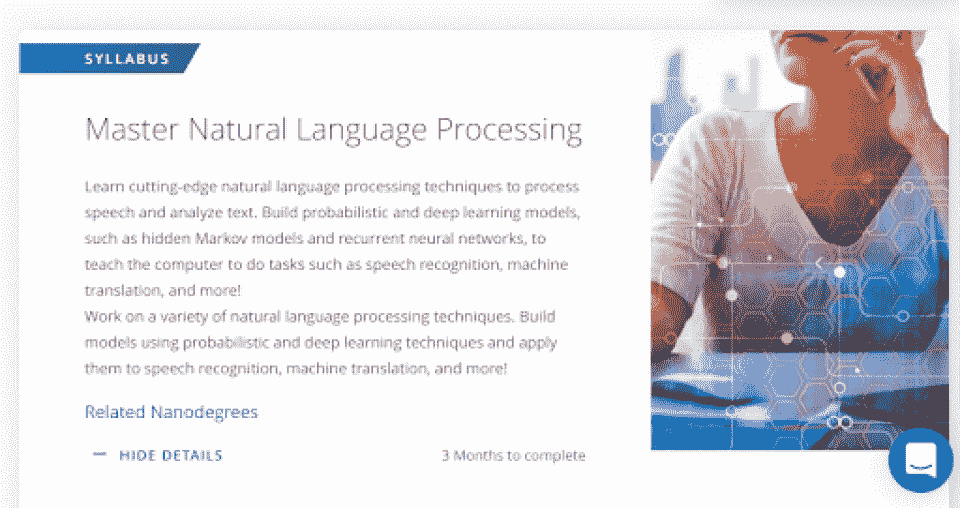 SYLLABUS
Master Natural Language Processing
Learn cutting-edge natural language processing techniques to process
speech and analyze text. Build probabilistic and deep learning models,
such as hidden Markov models and recurrent neural networks, to
teach the computer to do tasks such as speech recognition, machine
translation, and more!
Work on a variety of natural language processing techniques. Build
models using probabilistic and deep learning techniques and apply
them to speech recognition, machine translation, and more!
Related Nanodegrees
— HIDE DETAILS 3 Months to complete